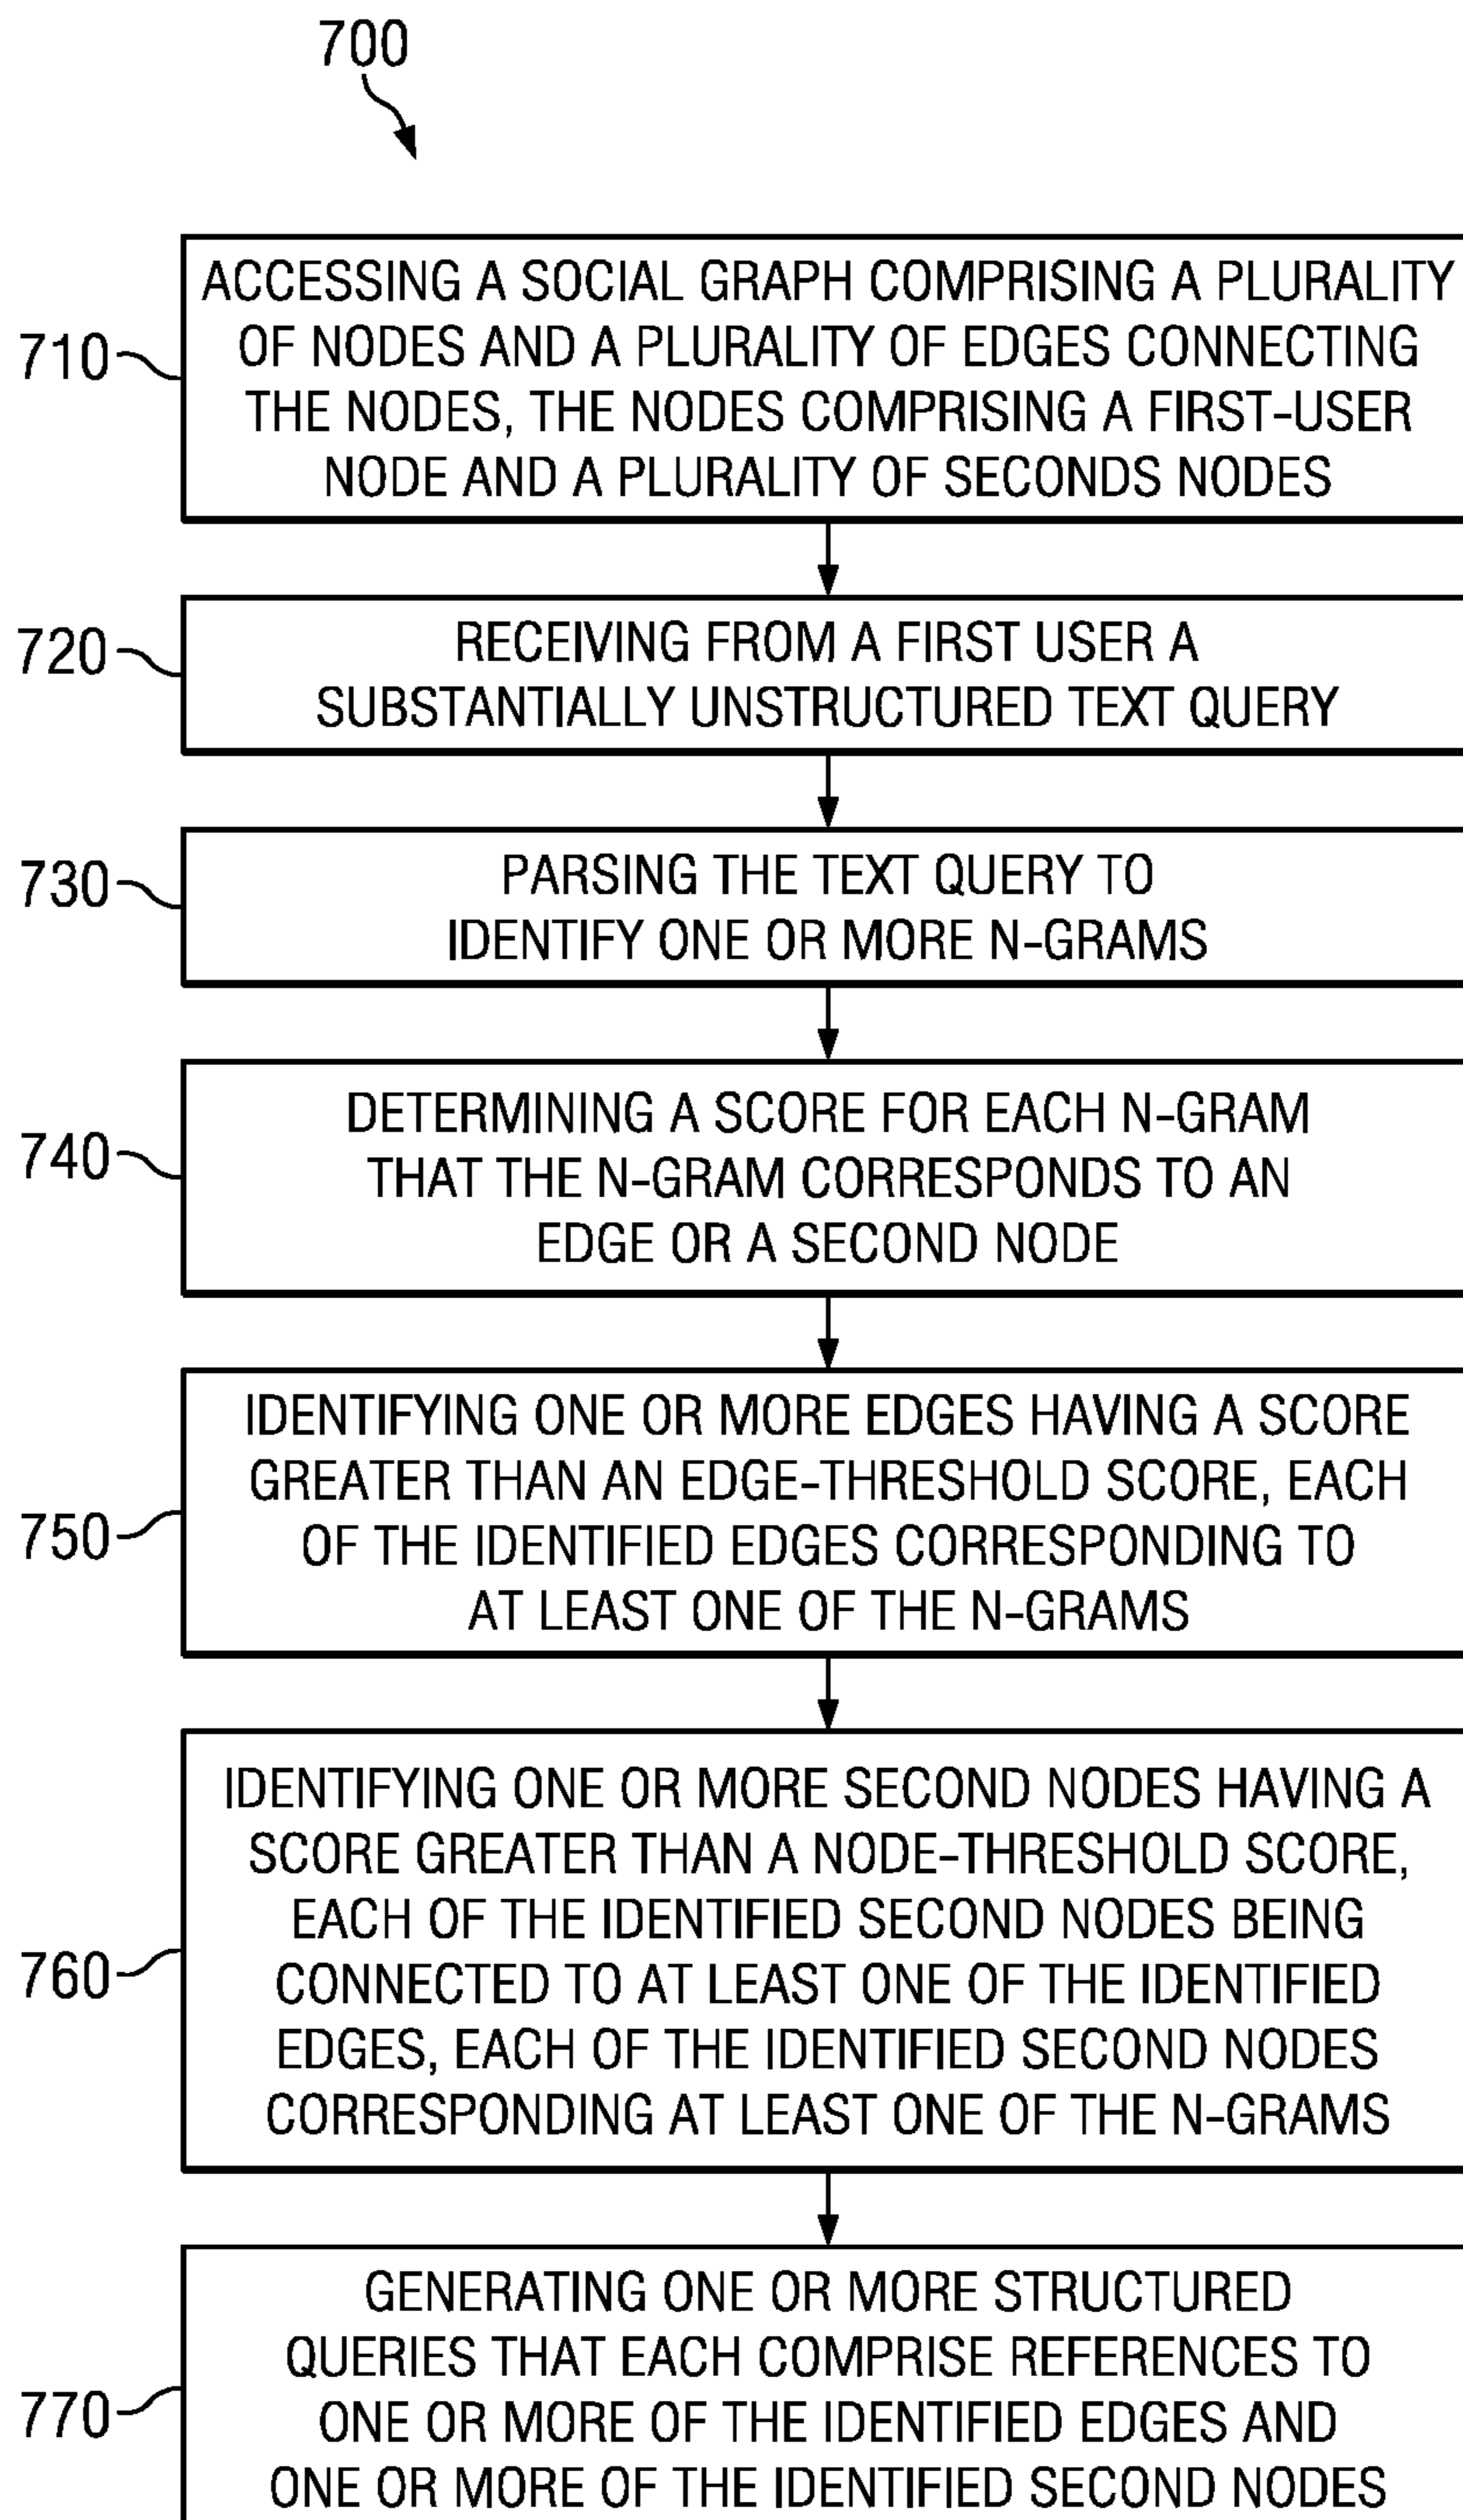 700
710
ACCESSING A SOCIAL GRAPH COMPRISING A PLURALITY
OF NODES AND A PLURALITY OF EDGES CONNECTING
THE NODES, THE NODES COMPRISING A FIRST-USER
NODE AND A PLURALITY OF SECONDS NODES
720
RECEIVING FROM A FIRST USER A
SUBSTANTIALLY UNSTRUCTURED TEXT QUERY
730
PARSING THE TEXT QUERY TO
IDENTIFY ONE OR MORE N-GRAMS
740
DETERMINING A SCORE FOR EACH N-GRAM
THAT THE N-GRAM CORRESPONDS TO AN
EDGE OR A SECOND NODE
750
IDENTIFYING ONE OR MORE EDGES HAVING A SCORE
GREATER THAN AN EDGE-THRESHOLD SCORE, EACH
OF THE IDENTIFIED EDGES CORRESPONDING TO
AT LEAST ONE OF THE N-GRAMS
760
IDENTIFYING ONE OR MORE SECOND NODES HAVING A
SCORE GREATER THAN A NODE-THRESHOLD SCORE,
EACH OF THE IDENTIFIED SECOND NODES BEING
CONNECTED TO AT LEAST ONE OF THE IDENTIFIED
EDGES, EACH OF THE IDENTIFIED SECOND NODES
CORRESPONDING AT LEAST ONE OF THE N-GRAMS
770
GENERATING ONE OR MORE STRUCTURED
QUERIES THAT EACH COMPRISE REFERENCES TO
ONE OR MORE OF THE IDENTIFIED EDGES AND
ONE OR MORE OF THE IDENTIFIED SECOND NODES